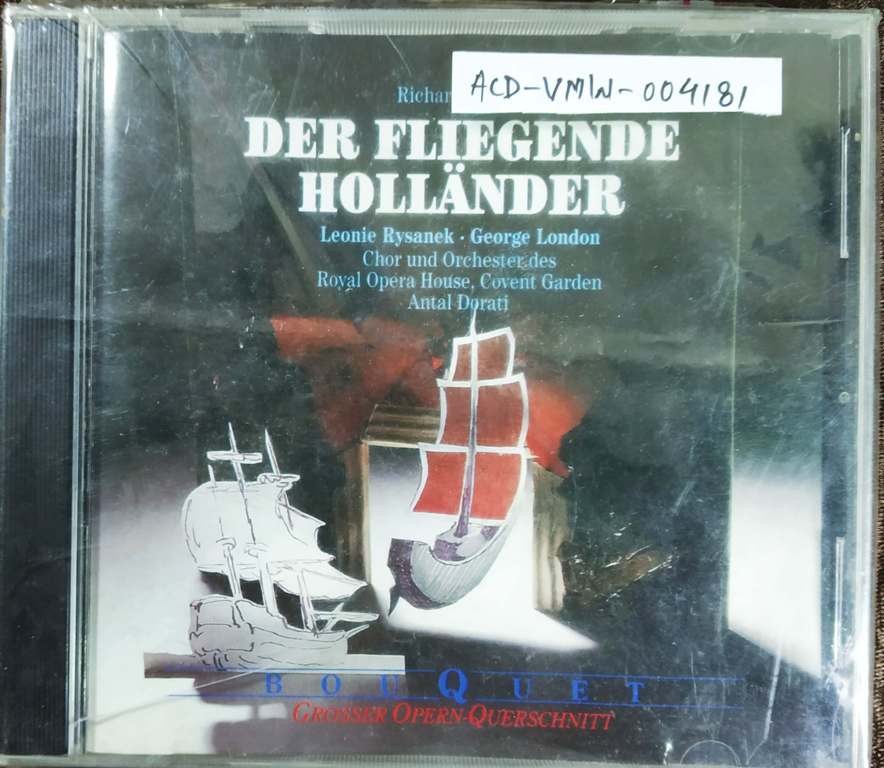 Richar
ACD-VMIN-004181
DER FLIEGENDE
HOLLÄNDER
Leonie Rysanek · George London
Chor und Orchester des
Royal Opera House, Covent Garden
Antal Dorati
BOUQUET
GROSSER OPERN-QUERSCHNITT